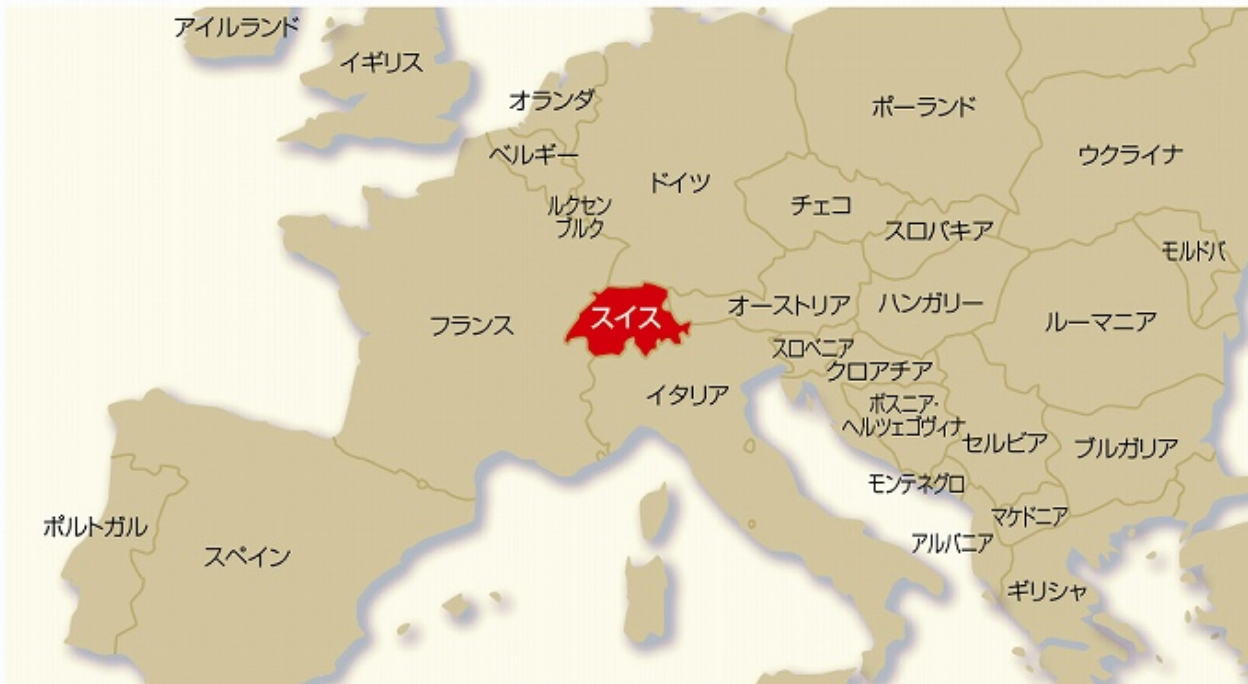 アイルランド
イギリス
オランダ
ポーランド
ベルギー
ウクライナ
ドイツ
チェコ
ルクセン
ブルク
スロバキア
モルドバ
オーストリア
ハンガリー
フランス
スイス
ルーマニア
スロベニア
クロアチア
イタリア
ボスニア・
ヘルツェゴヴィナ
セルビア
ブルガリア
モンテネグロ
マケドニア
ポルトガル
スペイン
アルバニア
ギリシャ